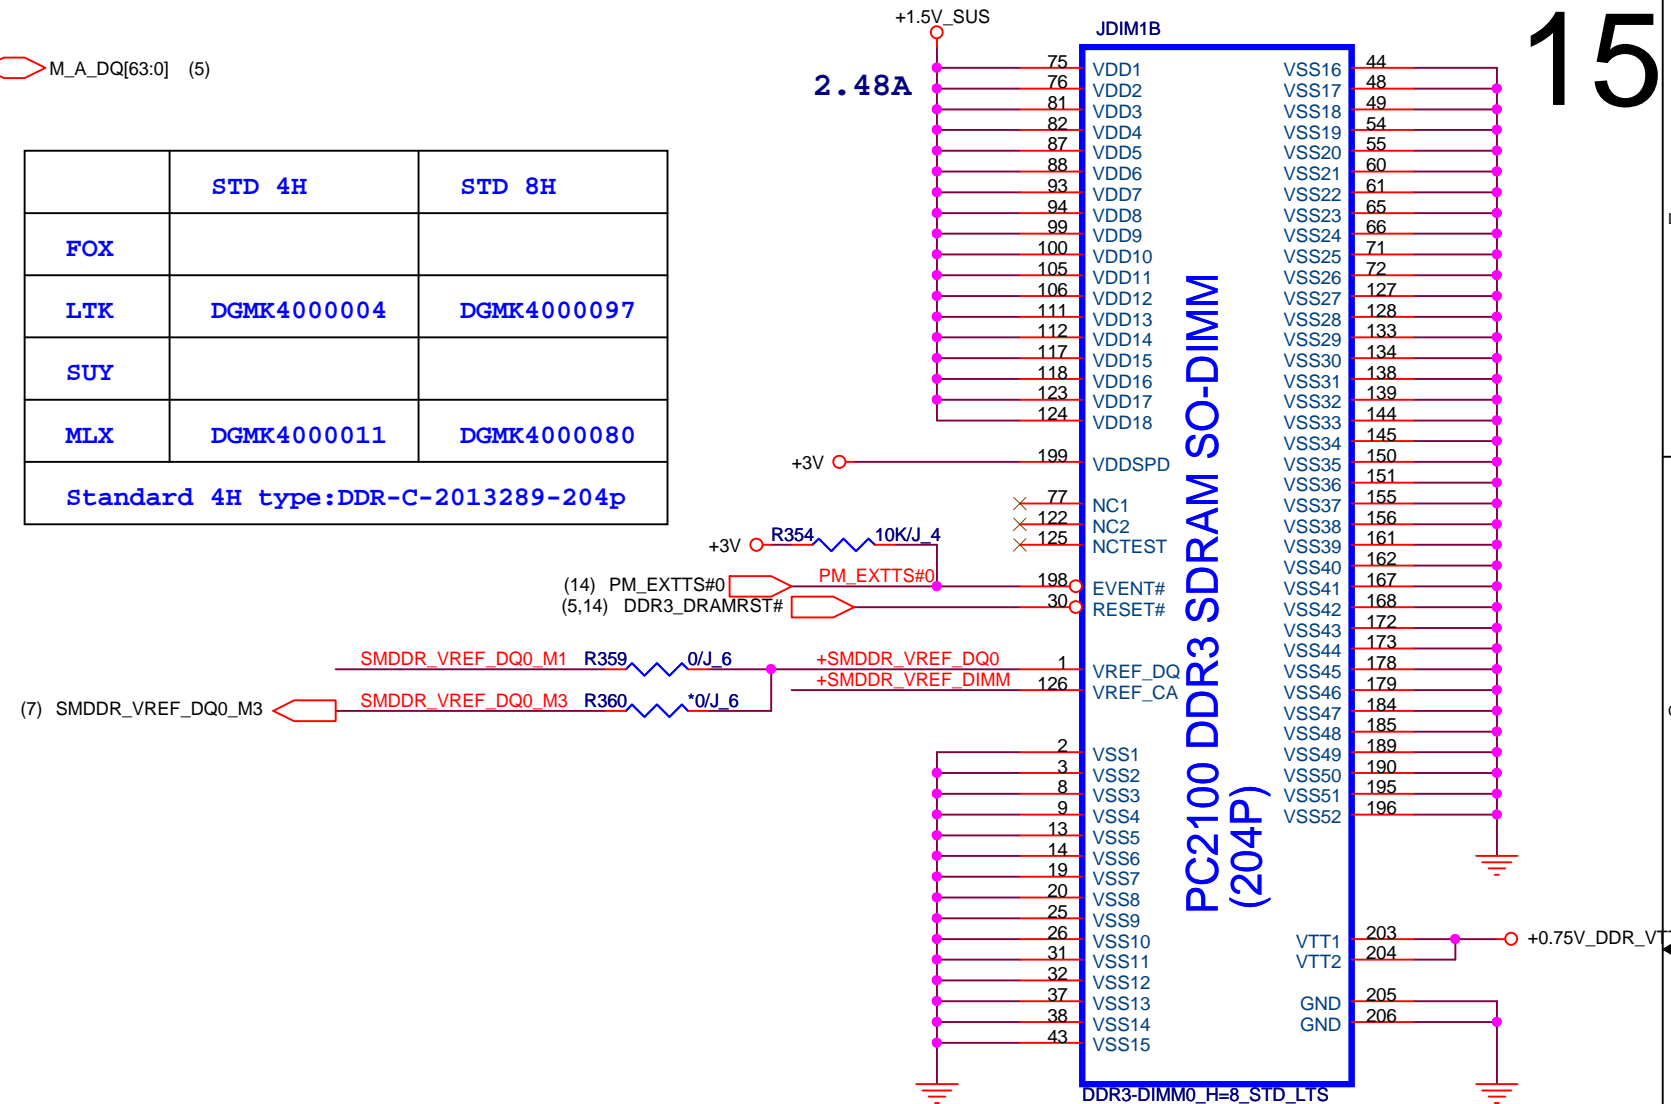 15
M_A_DQ[63:0] (5)
STD 4H STD 8H
FOX
LTK DGMK4000004 DGMK4000097
SUY
MLX DGMK4000011 DGMK4000080
Standard 4H type:DDR-C-2013289-204p
+1.5V_SUS
2.48A
JDIM1B
75 VDD1
76 VDD2
81 VDD3
82 VDD4
87 VDD5
88 VDD6
93 VDD7
94 VDD8
99 VDD9
100 VDD10
105 VDD11
106 VDD12
111 VDD13
112 VDD14
117 VDD15
118 VDD16
123 VDD17
124 VDD18
+3V 199 VDDSPD
77 NC1
122 NC2
125 NCTEST
+3V R354 10K/J_4
(14) PM_EXTTS#0 PM_EXTTS#0 198 EVENT#
(5,14) DDR3_DRAMRST# 30 RESET#
SMDDR_VREF_DQ0_M1 R359 0/J_6 +SMDDR_VREF_DQ0 1 VREF_DQ
+SMDDR_VREF_DIMM 126 VREF_CA
(7) SMDDR_VREF_DQ0_M3 SMDDR_VREF_DQ0_M3 R360 *0/J_6
2 VSS1
3 VSS2
8 VSS3
9 VSS4
13 VSS5
14 VSS6
19 VSS7
20 VSS8
25 VSS9
26 VSS10
31 VSS11
32 VSS12
37 VSS13
38 VSS14
43 VSS15
PC2100 DDR3 SDRAM SO-DIMM
(204P)
VSS16 44
VSS17 48
VSS18 49
VSS19 54
VSS20 55
VSS21 60
VSS22 61
VSS23 65
VSS24 66
VSS25 71
VSS26 72
VSS27 127
VSS28 128
VSS29 133
VSS30 134
VSS31 138
VSS32 139
VSS33 144
VSS34 145
VSS35 150
VSS36 151
VSS37 155
VSS38 156
VSS39 161
VSS40 162
VSS41 167
VSS42 168
VSS43 172
VSS44 173
VSS45 178
VSS46 179
VSS47 184
VSS48 185
VSS49 189
VSS50 190
VSS51 195
VSS52 196
VTT1 203 +0.75V_DDR_VT
VTT2 204
GND 205
GND 206
DDR3-DIMM0_H=8_STD_LTS